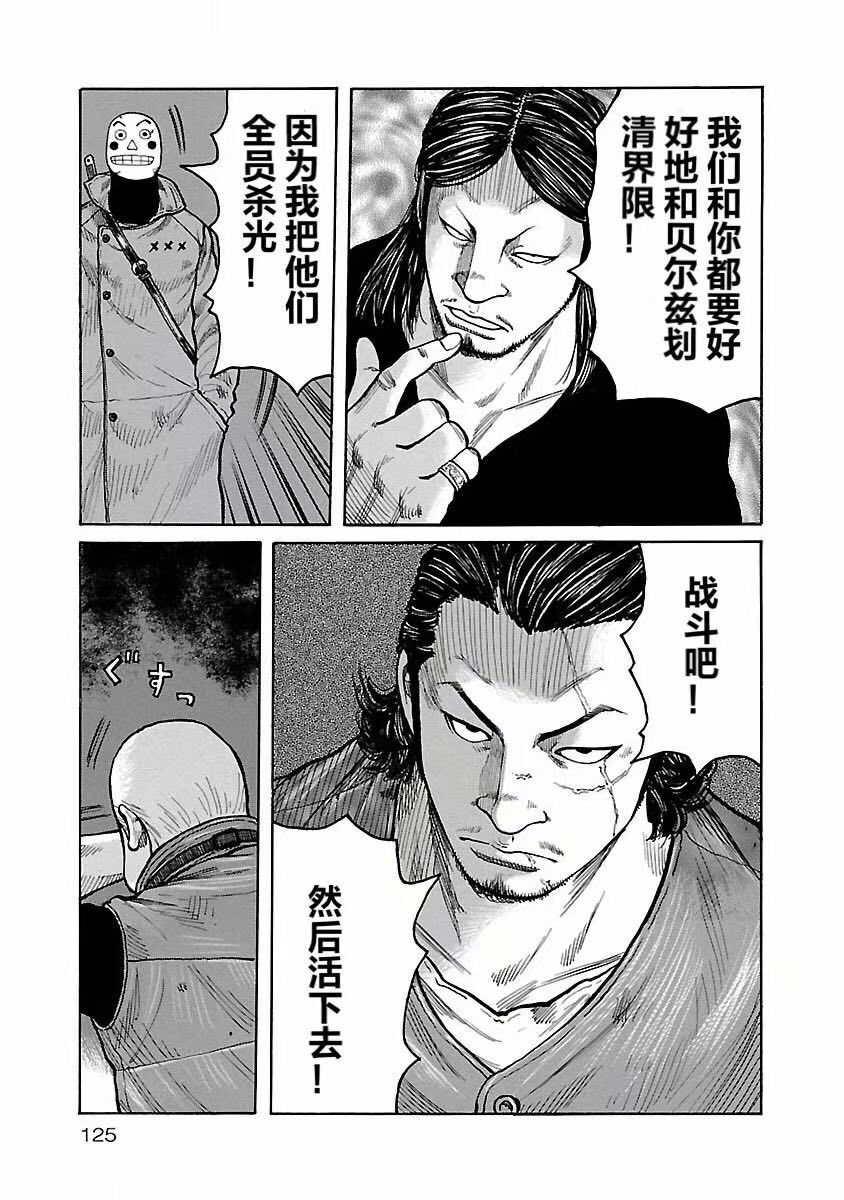 我们和你都要好
好地和贝尔兹划
清界限！
因为我把他们
全员杀光！
×××
战斗吧！
然后活下去！
ぐすっ
125